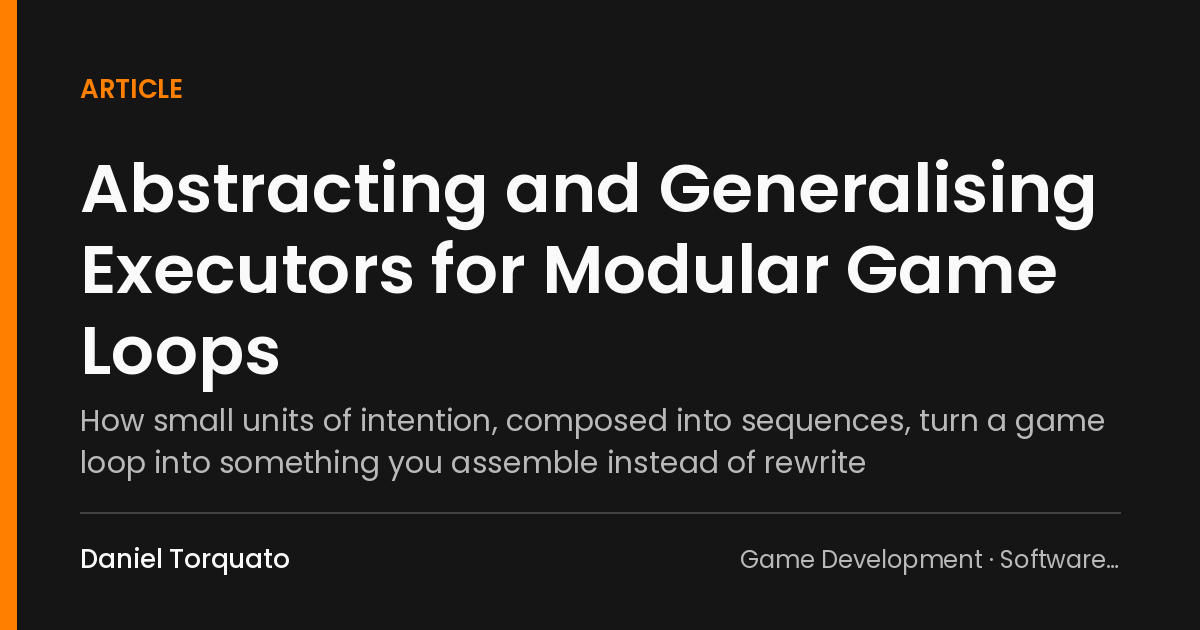 ARTICLE
Abstracting and Generalising
Executors for Modular Game
Loops
How small units of intention, composed into sequences, turn a game
loop into something you assemble instead of rewrite
Daniel Torquato
Game Development · Software…